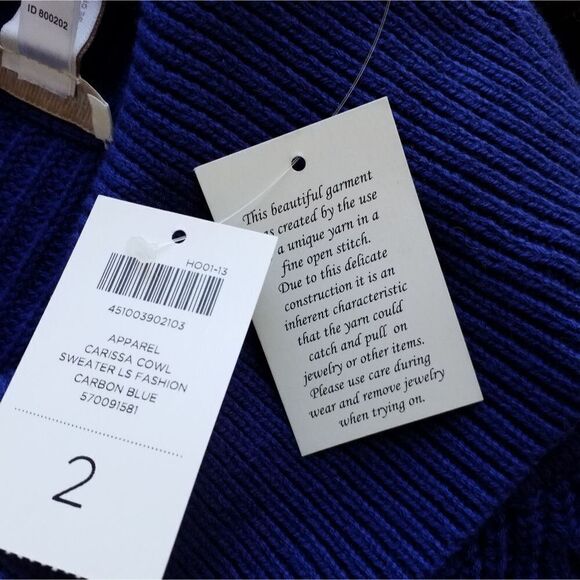 ID 800202
HO01-13
451003902103
APPAREL
CARISSA COWL
SWEATER LS FASHION
CARBON BLUE
570091581
2
This beautiful garment
created by the use
a unique yarn in a
fine open stitch.
Due to this delicate
construction it is an
inherent characteristic
that the yarn could
catch and pull on
jewelry or other items.
Please use care during
wear and remove jewelry
when trying on.